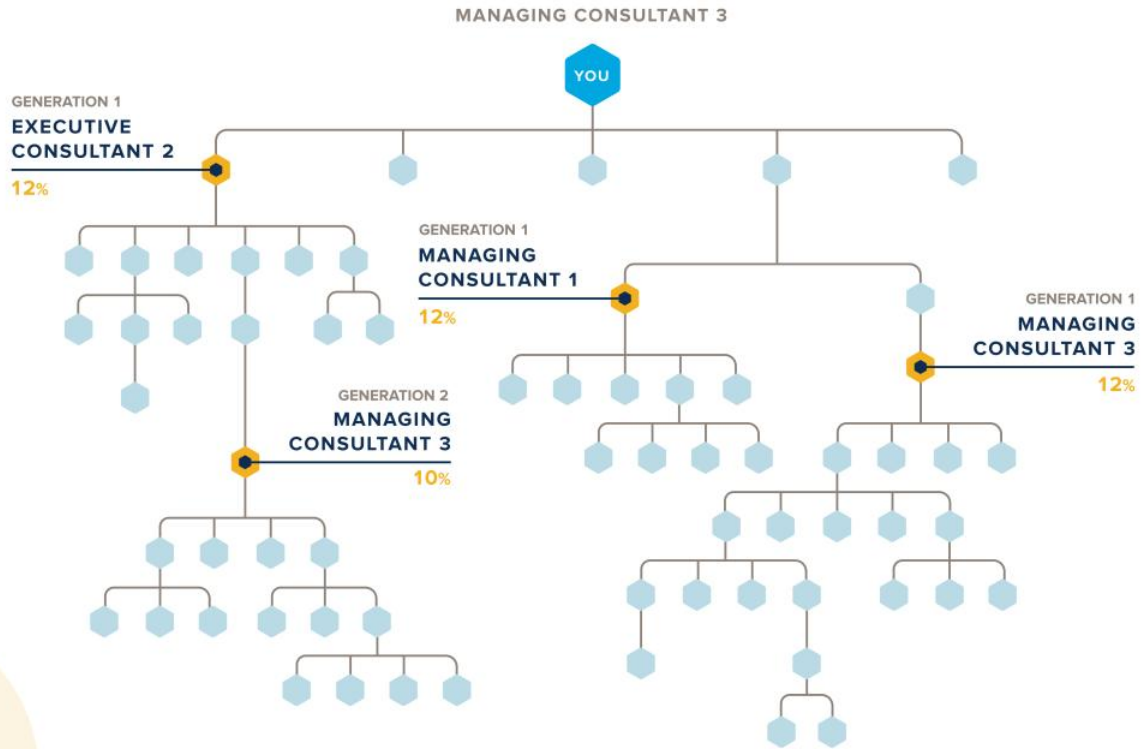 MANAGING CONSULTANT 3
YOU
GENERATION 1
EXECUTIVE
CONSULTANT 2
12%
GENERATION 1
MANAGING
CONSULTANT 1
12%
GENERATION 1
MANAGING
CONSULTANT 3
12%
GENERATION 2
MANAGING
CONSULTANT 3
10%